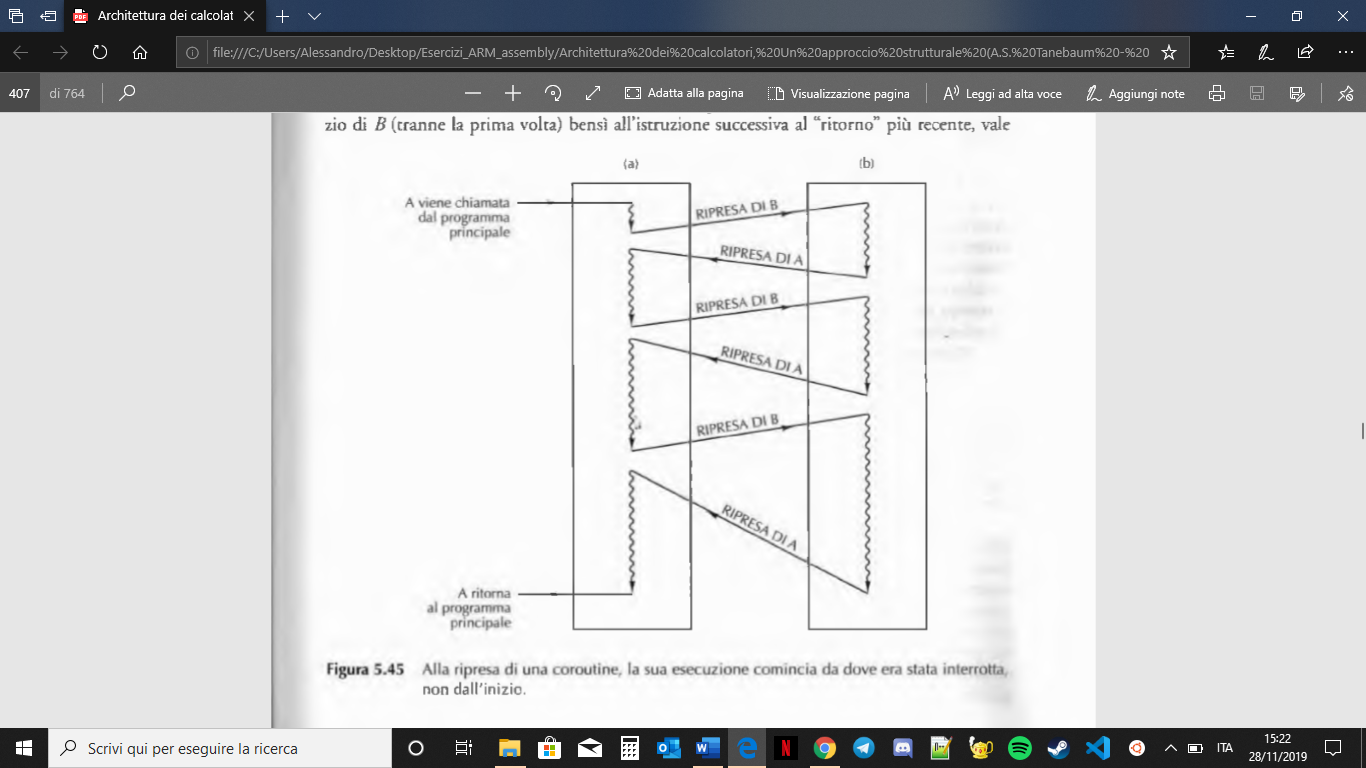 Architettura dei calcolat
file:///C:/Users/Alessandro/Desktop/Esercizi_ARM_assembly/Architettura%20dei%20calcolatori,%20Un%20approccio%20strutturale%20(A.S.%20Tanebaum%20-%20
407 di 764
Adatta alla pagina
Visualizzazione pagina
Leggi ad alta voce
Aggiungi note
zio di B (tranne la prima volta) bensì all'istruzione successiva al "ritorno" più recente, vale
(a) (b)
A viene chiamata
dal programma
principale
RIPRESA DI B
RIPRESA DI A
RIPRESA DI B
RIPRESA DI A
RIPRESA DI B
RIPRESA DI A
A ritorna
al programma
principale
Figura 5.45 Alla ripresa di una coroutine, la sua esecuzione comincia da dove era stata interrotta,
non dall'inizio.
Scrivi qui per eseguire la ricerca
ITA
15:22
28/11/2019